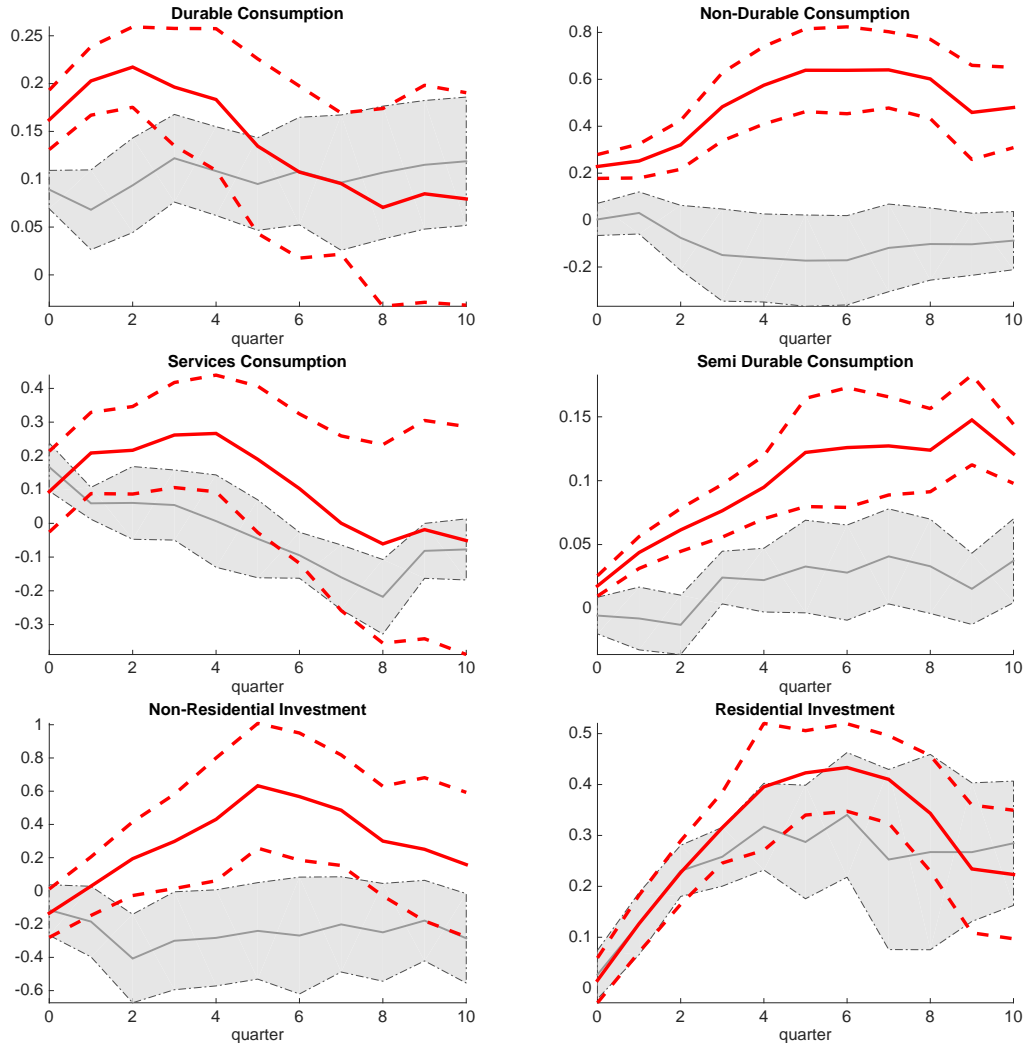 Durable Consumption
0.25
0.2
0.15
0.1
0.05
0
0 2 4 6 8 10
quarter
Non-Durable Consumption
0.8
0.6
0.4
0.2
0
-0.2
0 2 4 6 8 10
quarter
Services Consumption
0.4
0.3
0.2
0.1
0
-0.1
-0.2
-0.3
0 2 4 6 8 10
quarter
Semi Durable Consumption
0.15
0.1
0.05
0
0 2 4 6 8 10
quarter
Non-Residential Investment
1
0.8
0.6
0.4
0.2
0
-0.2
-0.4
-0.6
0 2 4 6 8 10
quarter
Residential Investment
0.5
0.4
0.3
0.2
0.1
0
0 2 4 6 8 10
quarter